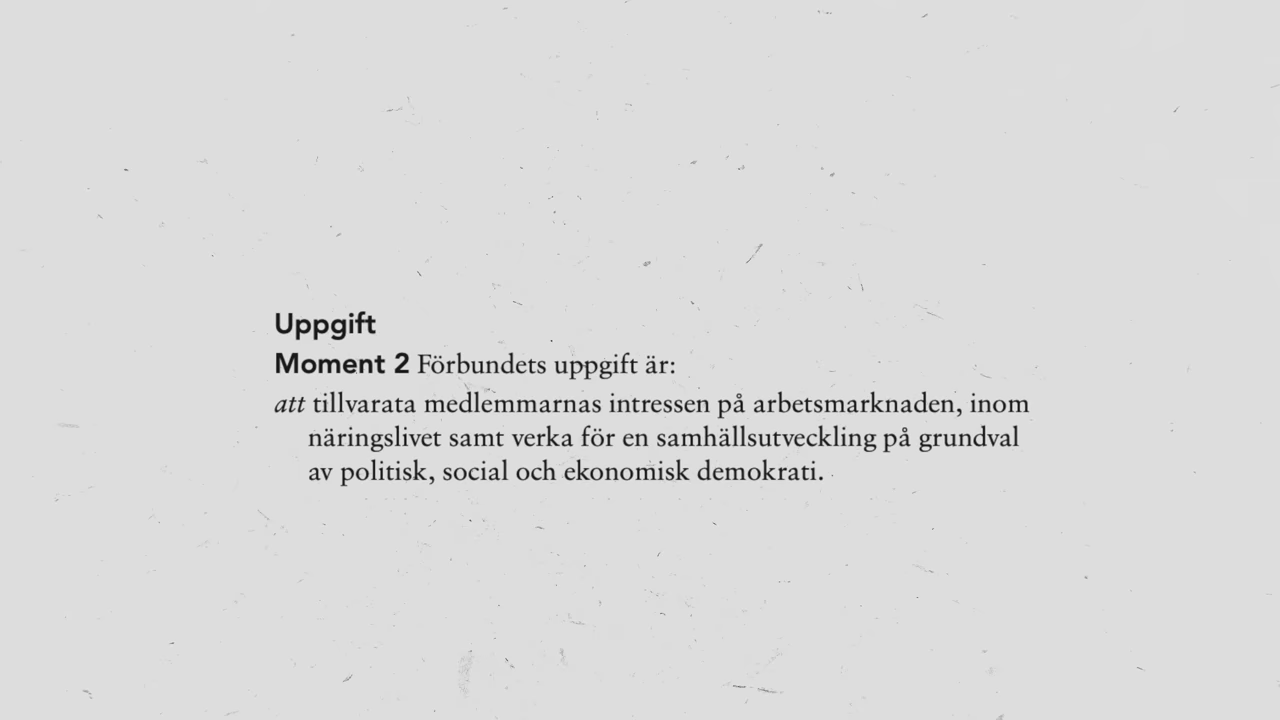 Uppgift
Moment 2 Förbundets uppgift är:
att tillvarata medlemmarnas intressen på arbetsmarknaden, inom
näringslivet samt verka för en samhällsutveckling på grundval
av politisk, social och ekonomisk demokrati.